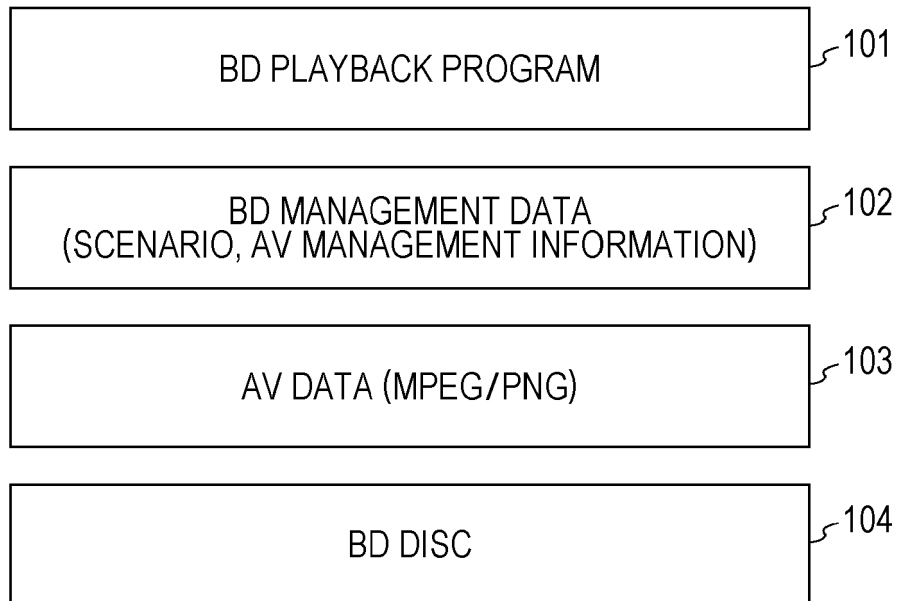 BD PLAYBACK PROGRAM
101
BD MANAGEMENT DATA
(SCENARIO, AV MANAGEMENT INFORMATION)
102
AV DATA (MPEG/PNG)
103
BD DISC
104